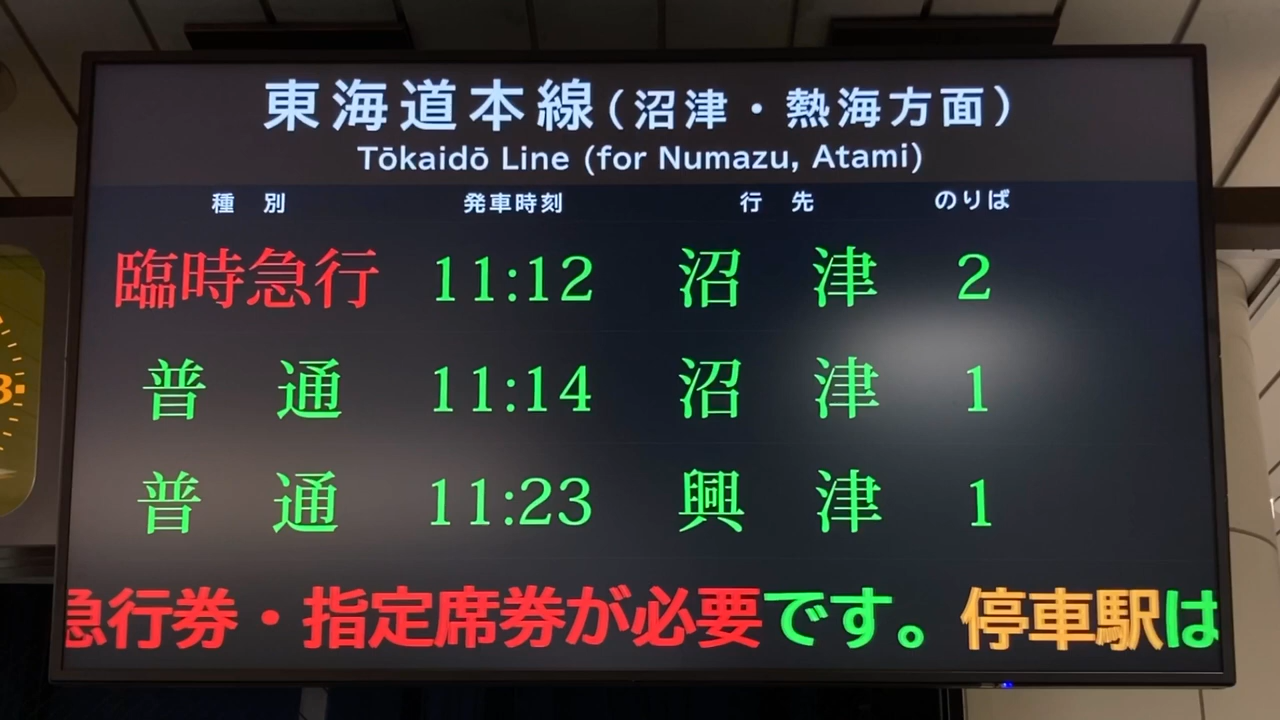 東海道本線(沼津・熱海方面)
Tōkaidō Line (for Numazu, Atami)
種別 発車時刻 行先 のりば
臨時急行 11:12 沼津 2
普通 11:14 沼津 1
普通 11:23 興津 1
急行券・指定席券が必要です。停車駅は
3